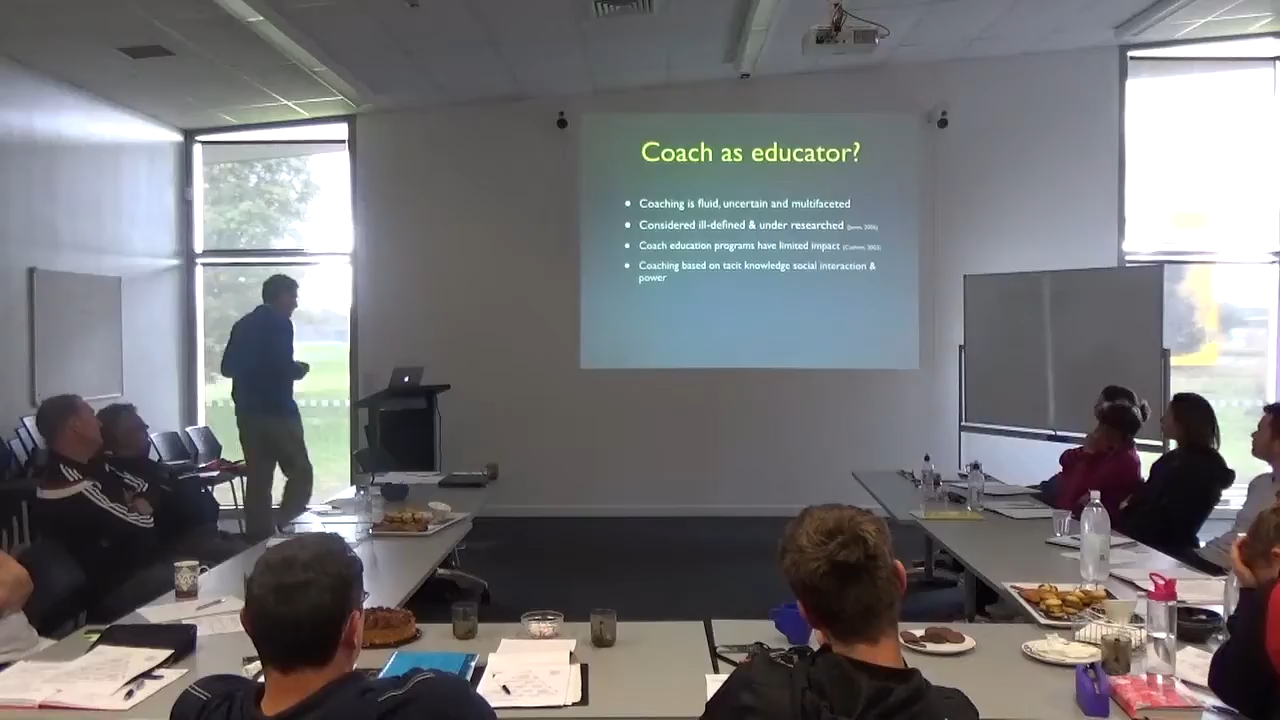 Coach as educator?
Coaching is fluid, uncertain and multifaceted
Considered ill-defined & under researched
Coach education programs have limited impact
Coaching based on tacit knowledge social interaction &
power